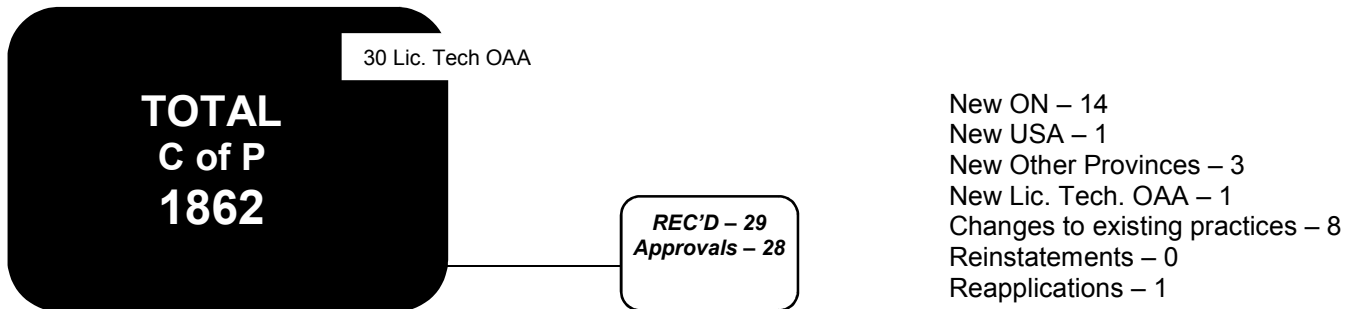 30 Lic. Tech OAA
TOTAL
C of P
1862
REC’D – 29
Approvals – 28
New ON – 14
New USA – 1
New Other Provinces – 3
New Lic. Tech. OAA – 1
Changes to existing practices – 8
Reinstatements – 0
Reapplications – 1